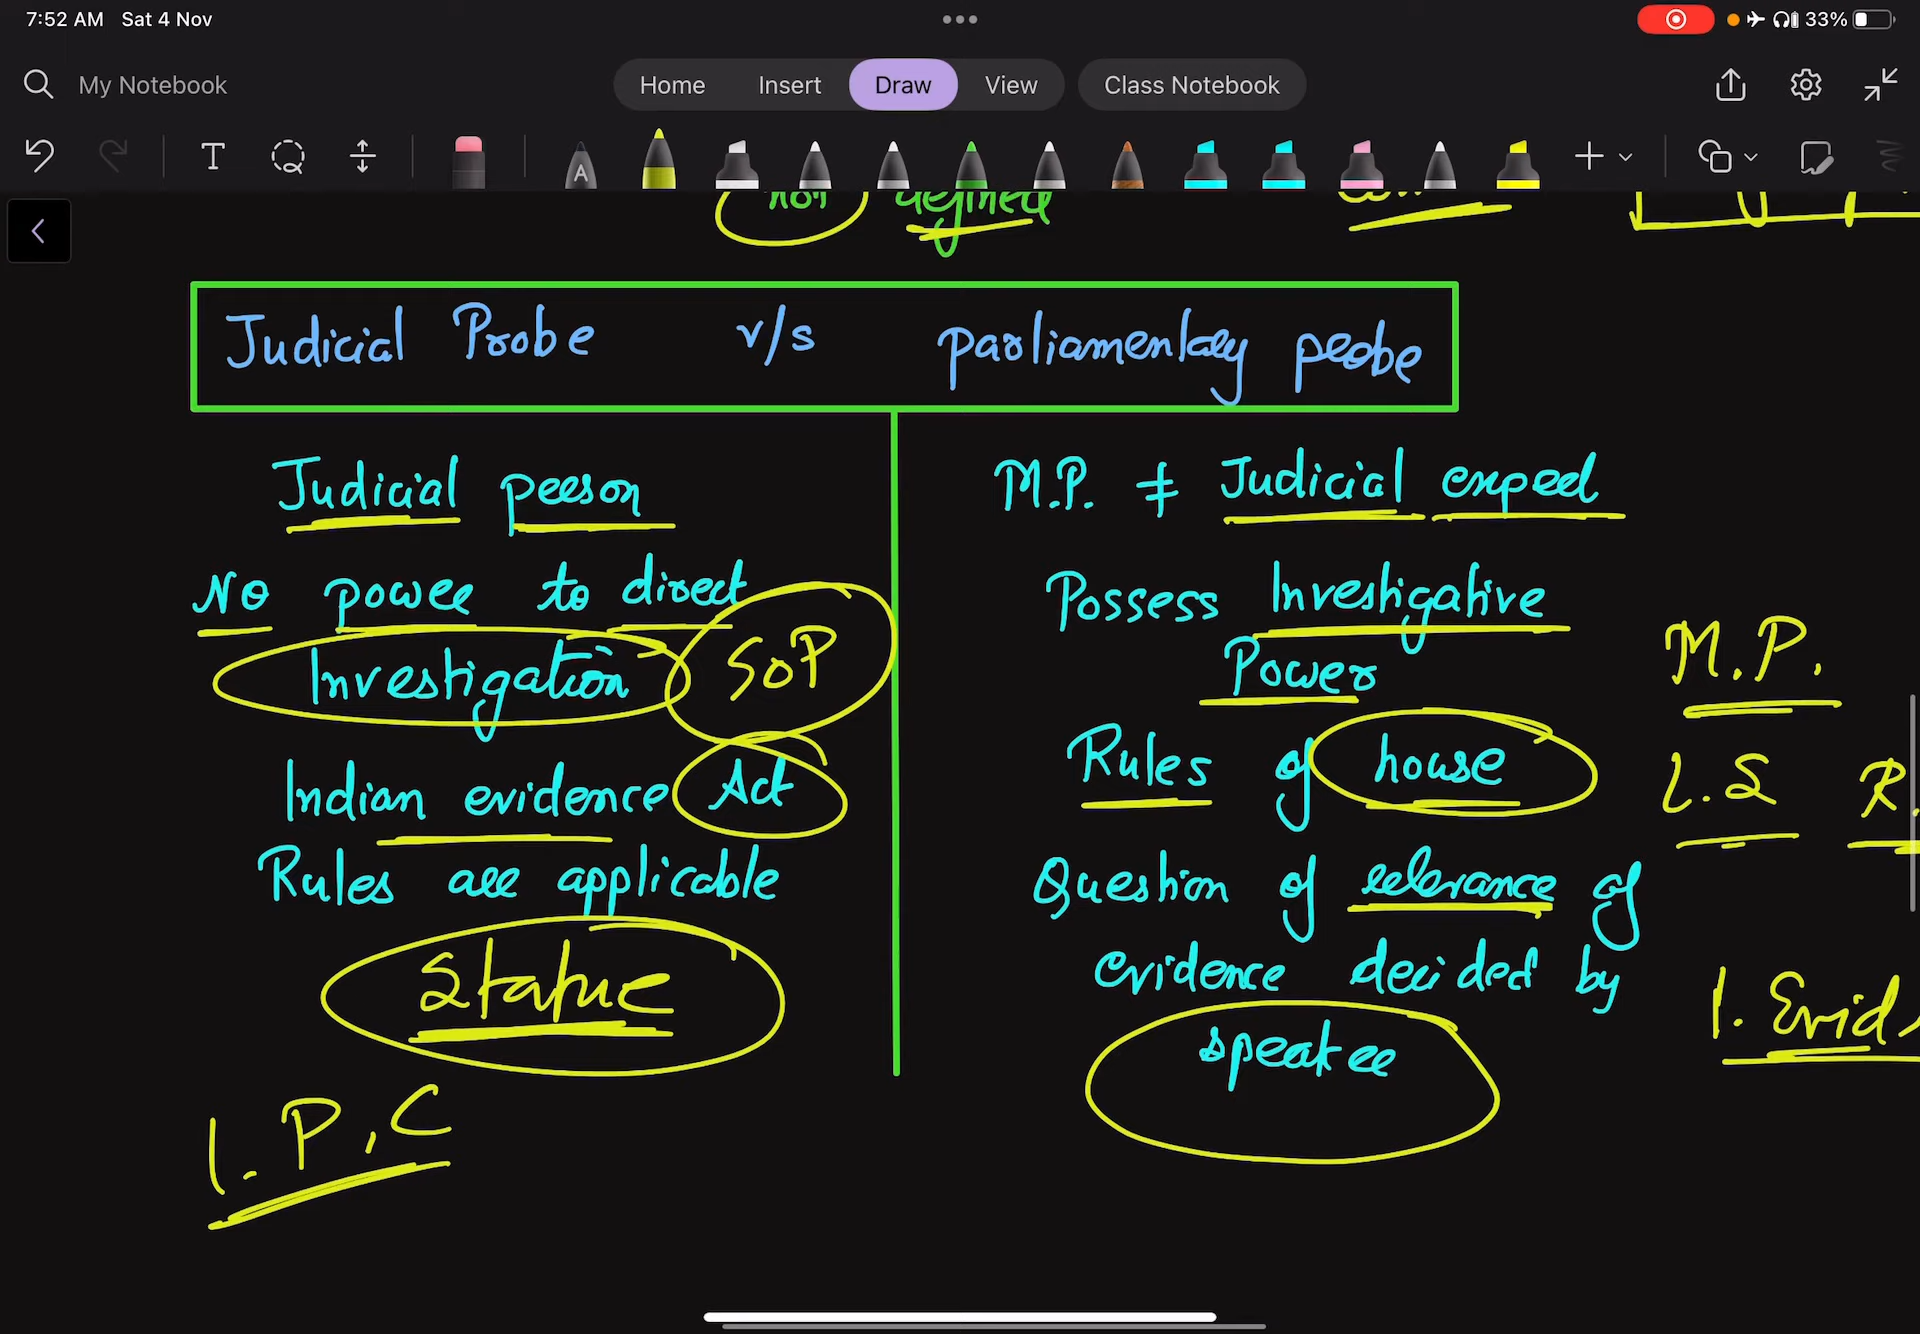 7:52 AM Sat 4 Nov
33%
My Notebook
Home Insert Draw View Class Notebook
T
A
not defined
Judicial Probe v/s parliamentary probe
Judicial person
No power to direct
Investigation SoP
Indian evidence Act
Rules are applicable
Statue
I.P.C
M.P. ≠ Judicial expert
Possess Investigative
Power
Rules of house
Question of relevance of
evidence decided by
speaker
M.P.
L.S R.
I. Evid